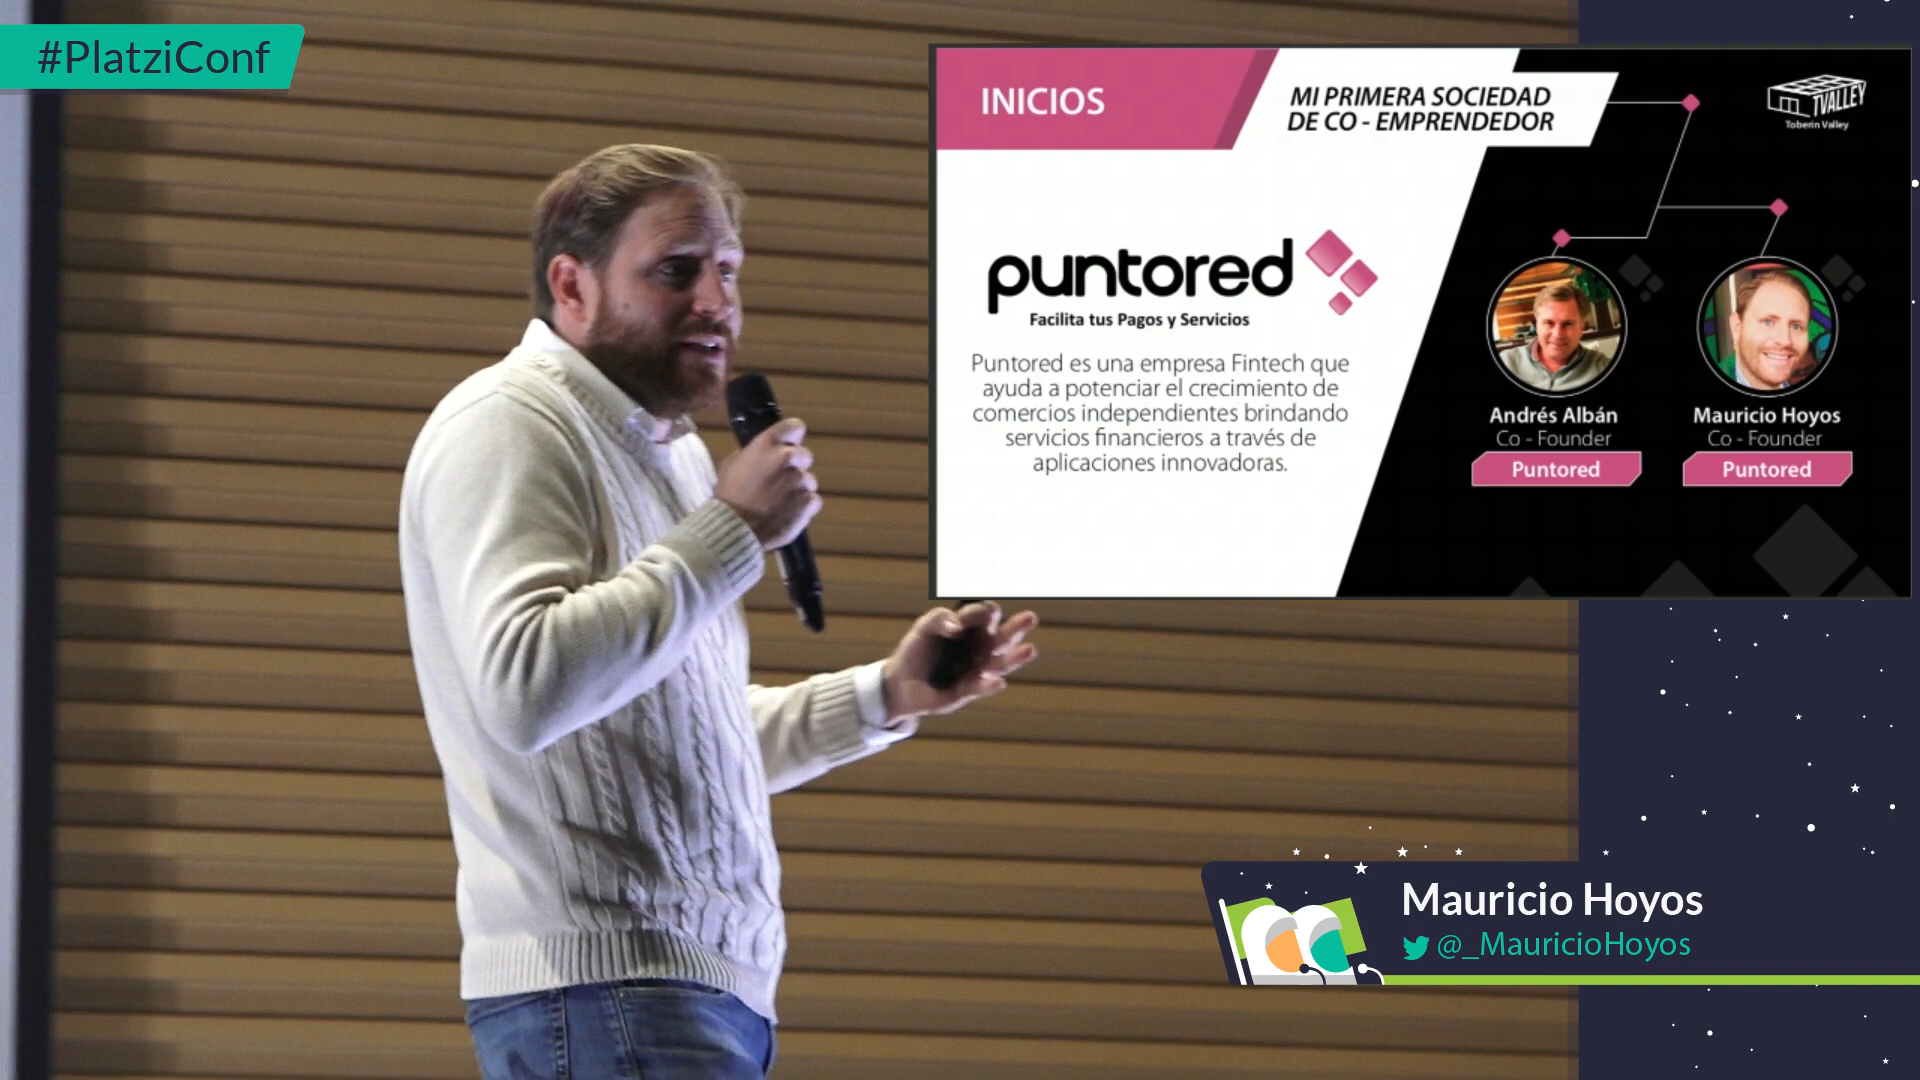 #PlatziConf
INICIOS
MI PRIMERA SOCIEDAD
DE CO - EMPRENDEDOR
TVALLEY
Toberín Valley
puntored
Facilita tus Pagos y Servicios
Puntored es una empresa Fintech que
ayuda a potenciar el crecimiento de
comercios independientes brindando
servicios financieros a través de
aplicaciones innovadoras.
Andrés Albán
Co - Founder
Puntored
Mauricio Hoyos
Co - Founder
Puntored
Mauricio Hoyos
@_MauricioHoyos